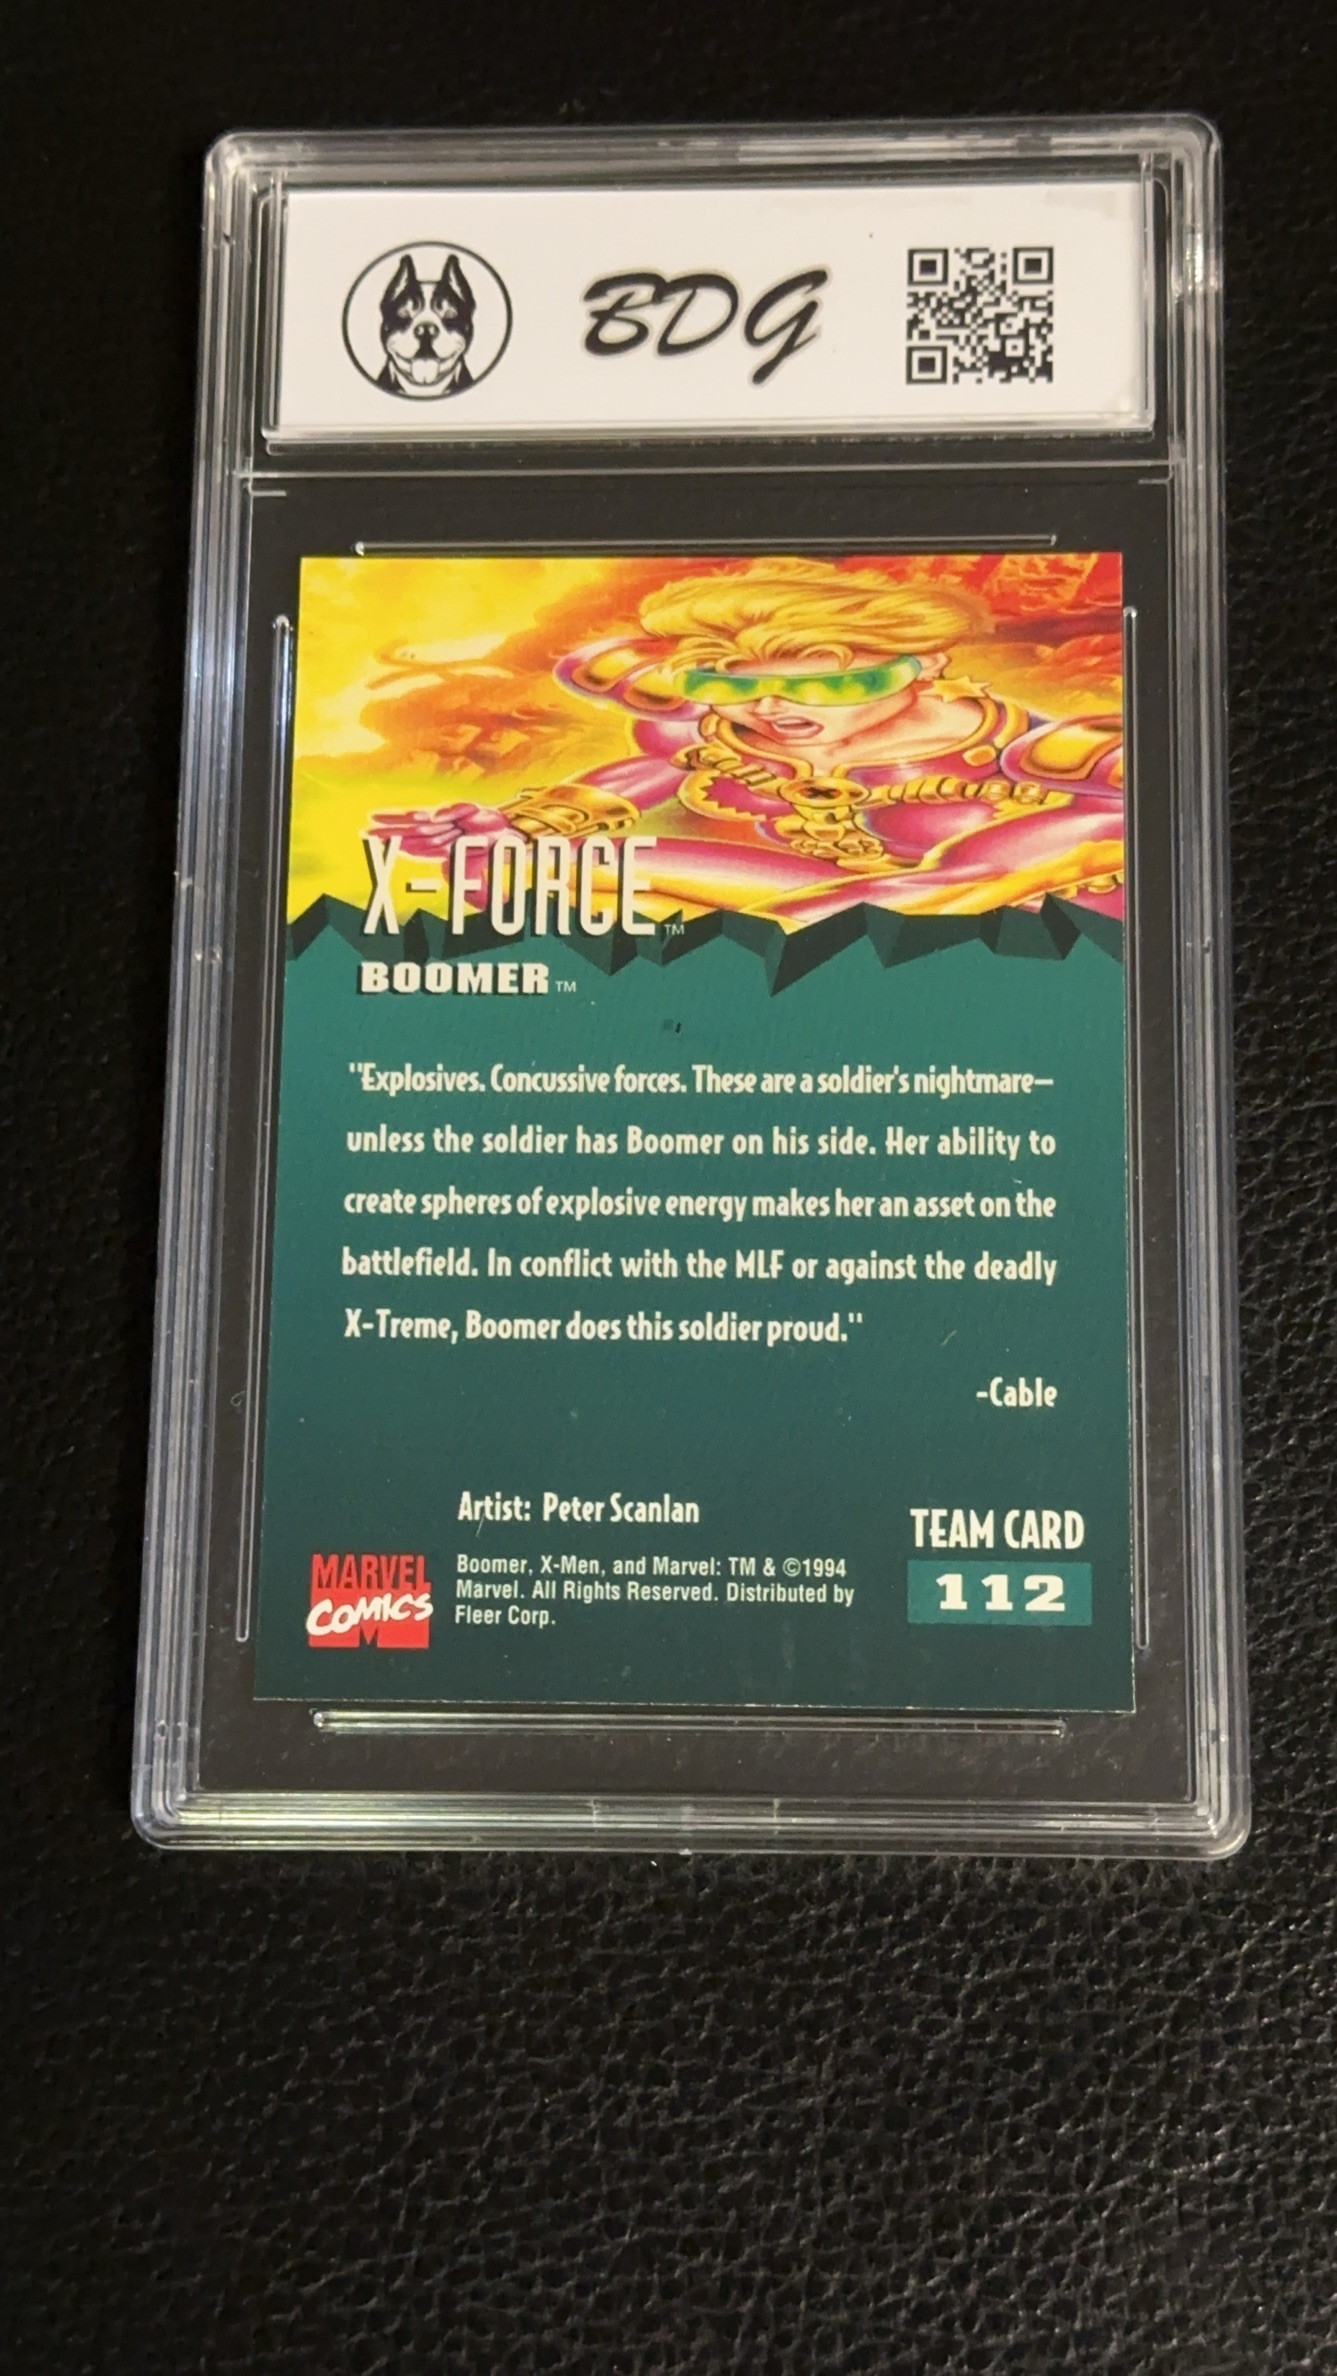 BDG
X-FORCE™
BOOMER™
"Explosives. Concussive forces. These are a soldier's nightmare—
unless the soldier has Boomer on his side. Her ability to
create spheres of explosive energy makes her an asset on the
battlefield. In conflict with the MLF or against the deadly
X-Treme, Boomer does this soldier proud."
-Cable
Artist: Peter Scanlan
TEAM CARD
112
MARVEL
COMICS
Boomer, X-Men, and Marvel: TM & ©1994
Marvel. All Rights Reserved. Distributed by
Fleer Corp.